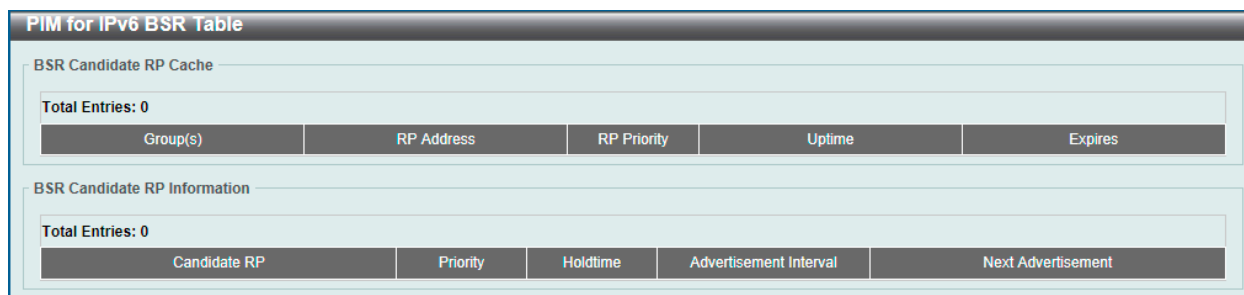 PIM for IPv6 BSR Table
BSR Candidate RP Cache
Total Entries: 0
Group(s) RP Address RP Priority Uptime Expires
BSR Candidate RP Information
Total Entries: 0
Candidate RP Priority Holdtime Advertisement Interval Next Advertisement